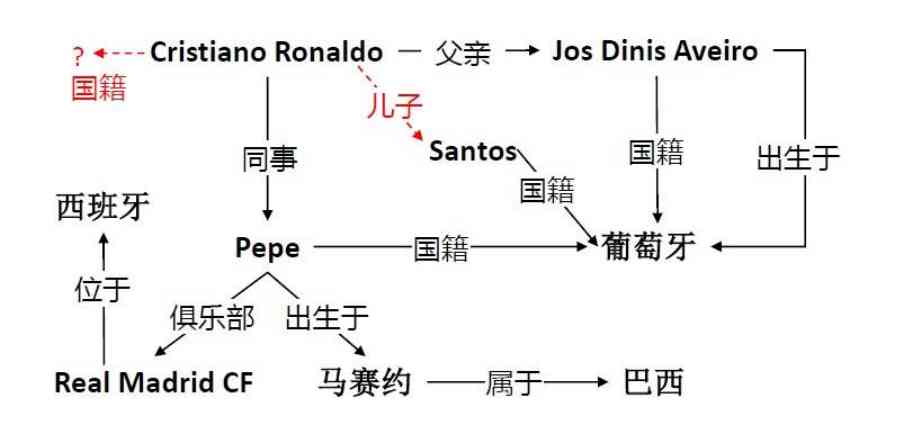 ? Cristiano Ronaldo 父亲 Jos Dinis Aveiro
国籍
儿子
同事
Santos
国籍
出生于
国籍
西班牙
Pepe 国籍 葡萄牙
位于
俱乐部 出生于
Real Madrid CF 马赛约 属于 巴西